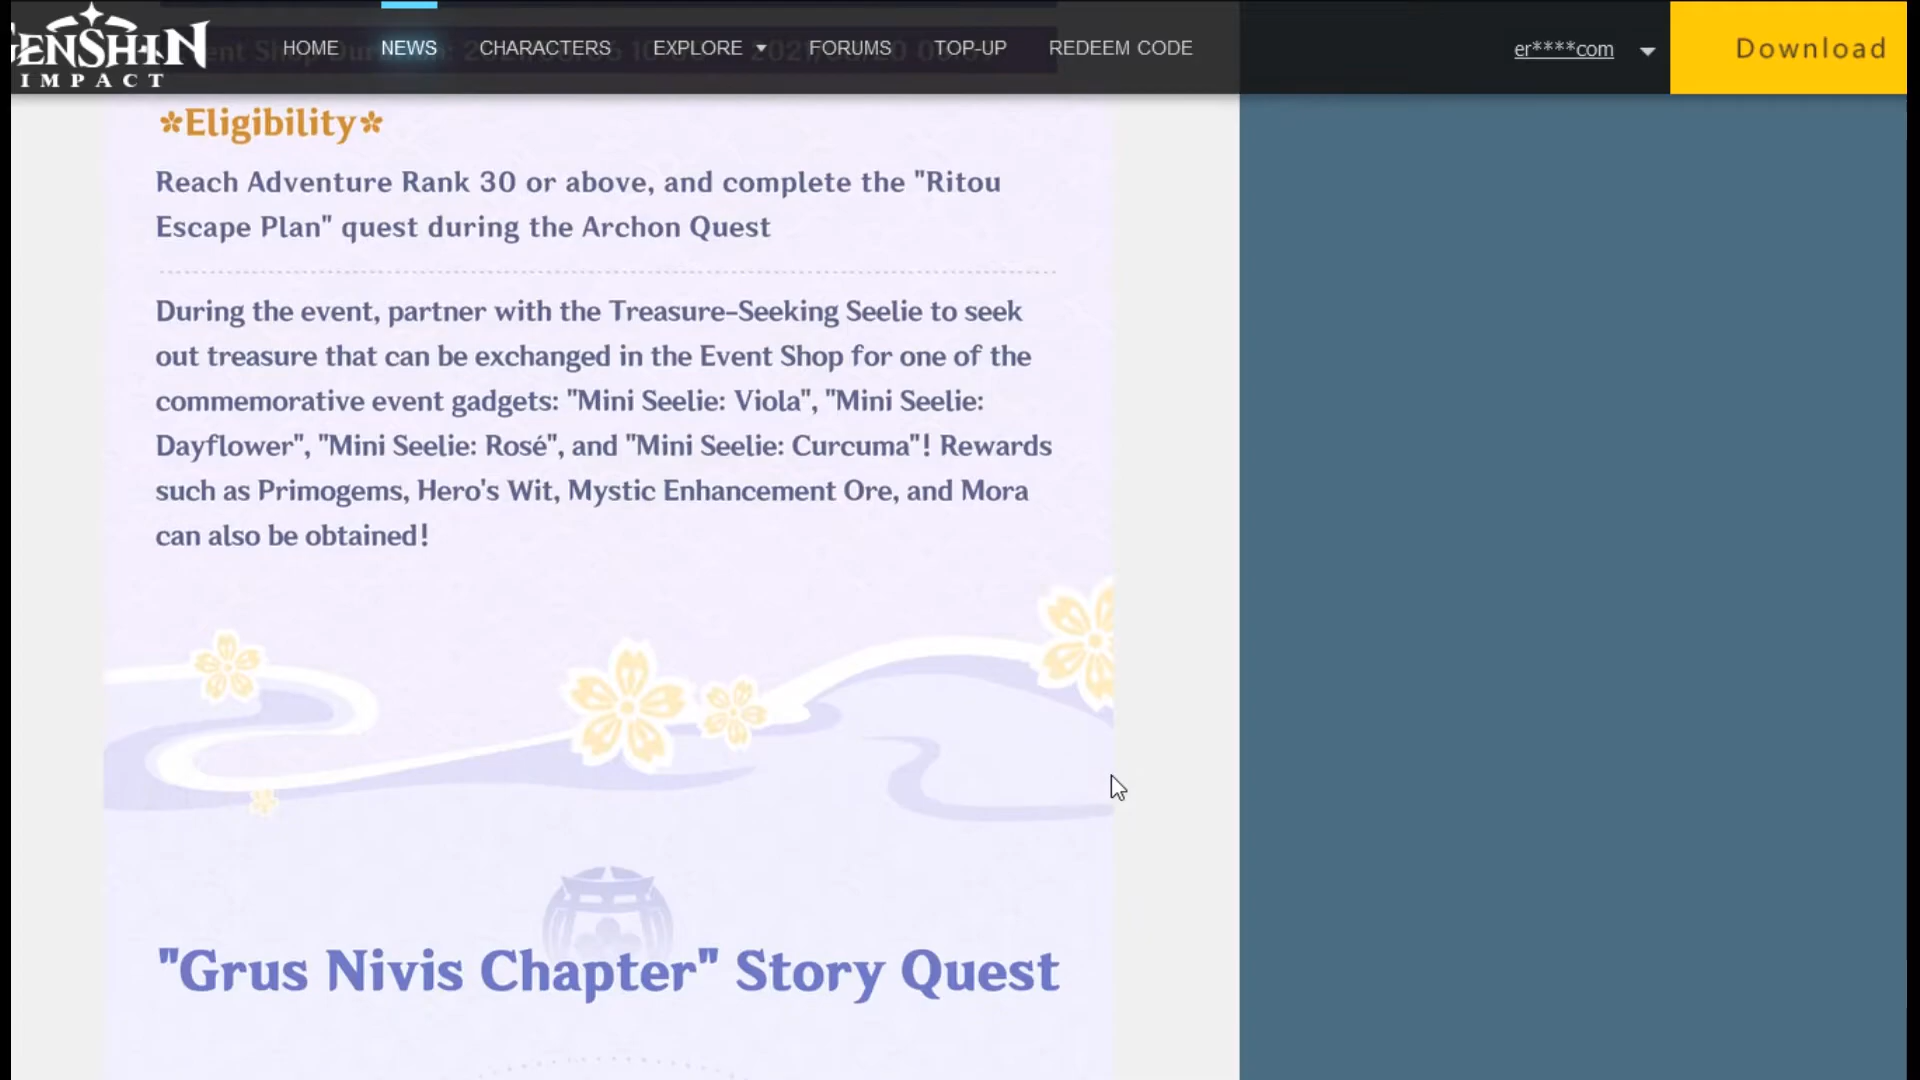 GENSHIN
IMPACT
HOME NEWS CHARACTERS EXPLORE FORUMS TOP-UP REDEEM CODE
er****com
Download
Eligibility
Reach Adventure Rank 30 or above, and complete the "Ritou
Escape Plan" quest during the Archon Quest
During the event, partner with the Treasure-Seeking Seelie to seek
out treasure that can be exchanged in the Event Shop for one of the
commemorative event gadgets: "Mini Seelie: Viola", "Mini Seelie:
Dayflower", "Mini Seelie: Rosé", and "Mini Seelie: Curcuma"! Rewards
such as Primogems, Hero's Wit, Mystic Enhancement Ore, and Mora
can also be obtained!
"Grus Nivis Chapter" Story Quest